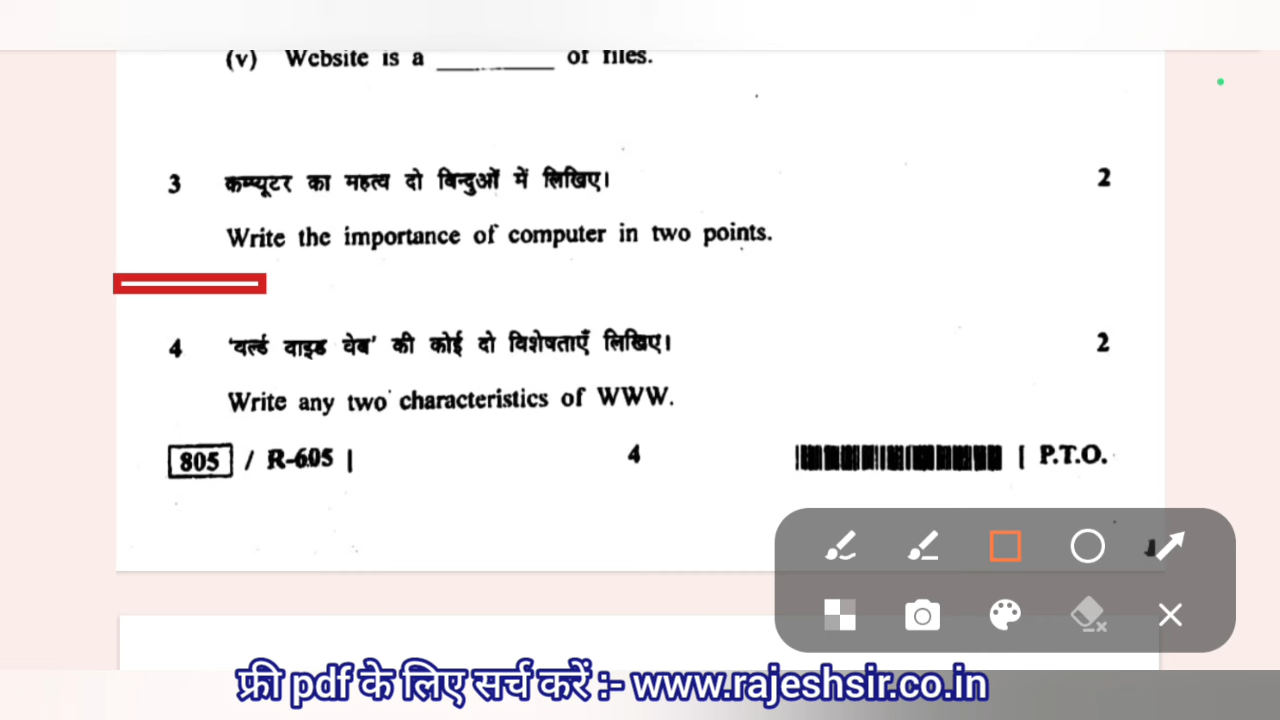 (v) Website is a ________ of files.
3 कम्प्यूटर का महत्व दो बिन्दुओं में लिखिए। 2
Write the importance of computer in two points.
4 ‘वर्ल्ड वाइड वेब’ की कोई दो विशेषताएँ लिखिए। 2
Write any two characteristics of WWW.
805 / R-605 ] 4 [ P.T.O.
फ्री pdf के लिए सर्च करें :- www.rajeshsir.co.in